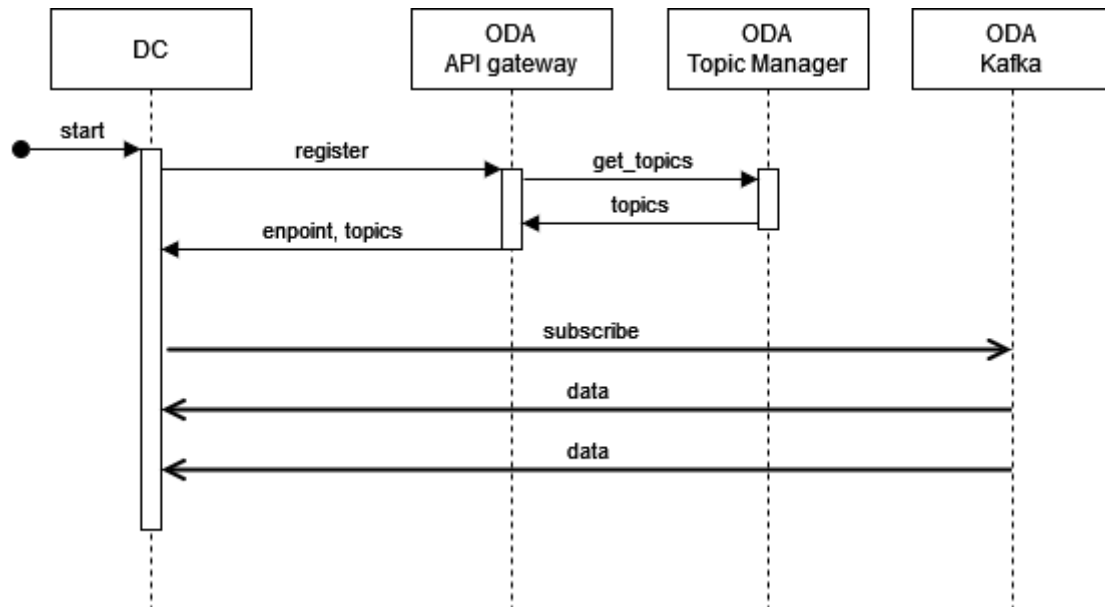 DC
ODA
API gateway
ODA
Topic Manager
ODA
Kafka
start
register
get_topics
topics
enpoint, topics
subscribe
data
data